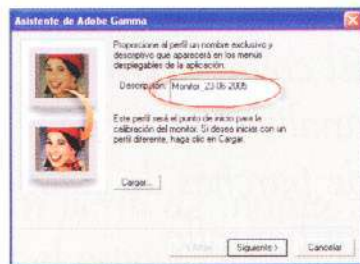 Asistente de Adobe Gamma
Proporcione al perfil un nombre exclusivo y
descriptivo que aparecerá en los menús
desplegables de la aplicación.
Descripción: Monitor_23-06-2005
Este perfil será el punto de inicio para la
calibración del monitor. Si desea iniciar con un
perfil diferente, haga clic en Cargar.
Cargar...
Siguiente > Cancelar